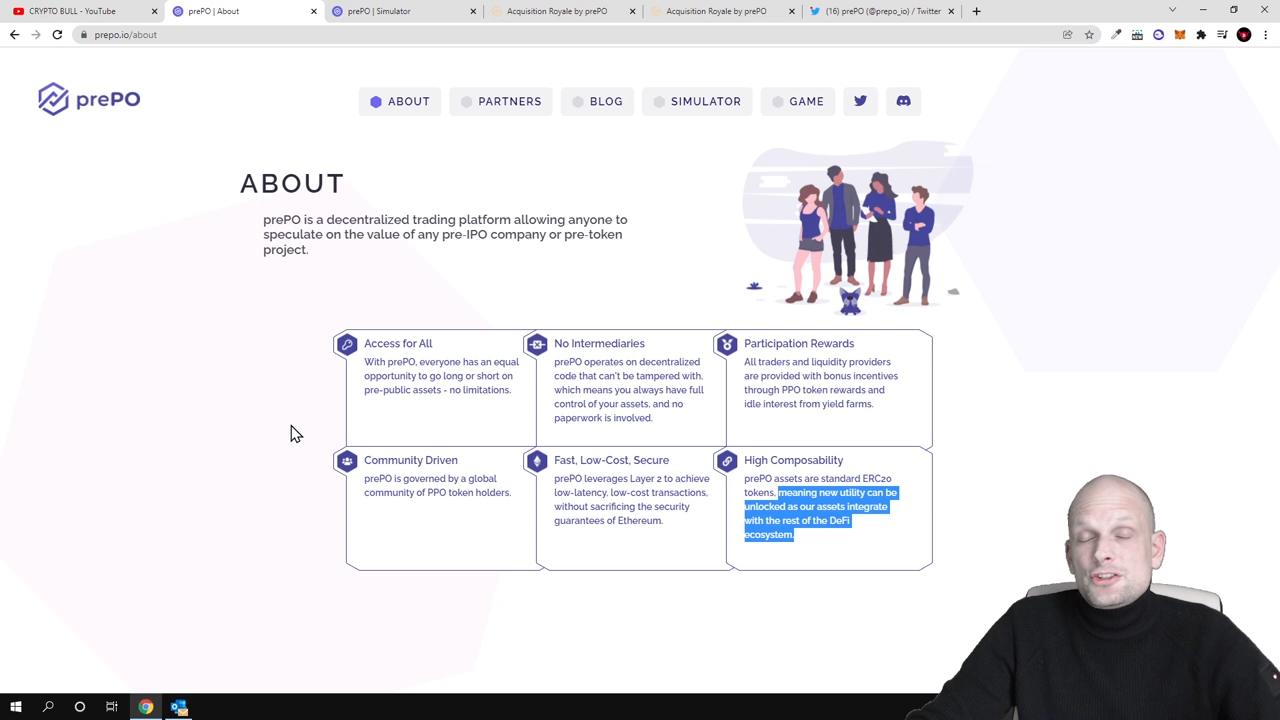 CRYPTO BULL - YouTube
prePO | About
prePO | Simulator
Acquisition Royale by prePO
Acquisition Royale by prePO
(16) prePO (@prepo_io) / Twitter
prepo.io/about
prePO
ABOUT
PARTNERS
BLOG
SIMULATOR
GAME
ABOUT
prePO is a decentralized trading platform allowing anyone to
speculate on the value of any pre-IPO company or pre-token
project.
Access for All
With prePO, everyone has an equal
opportunity to go long or short on
pre-public assets - no limitations.
No Intermediaries
prePO operates on decentralized
code that can't be tampered with,
which means you always have full
control of your assets, and no
paperwork is involved.
Participation Rewards
All traders and liquidity providers
are provided with bonus incentives
through PPO token rewards and
idle interest from yield farms.
Community Driven
prePO is governed by a global
community of PPO token holders.
Fast, Low-Cost, Secure
prePO leverages Layer 2 to achieve
low-latency, low-cost transactions,
without sacrificing the security
guarantees of Ethereum.
High Composability
prePO assets are standard ERC20
tokens, meaning new utility can be
unlocked as our assets integrate
with the rest of the DeFi
ecosystem.